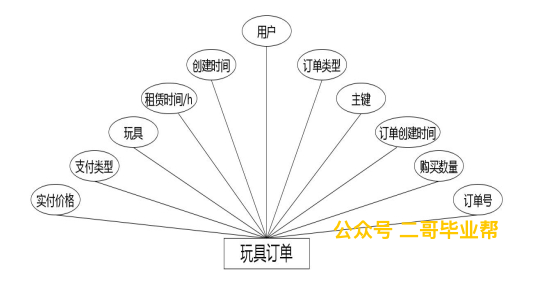 用户
创建时间
订单类型
租赁时间/h
主键
玩具
订单创建时间
支付类型
购买数量
实付价格
订单号
公众号 二哥毕业帮
玩具订单